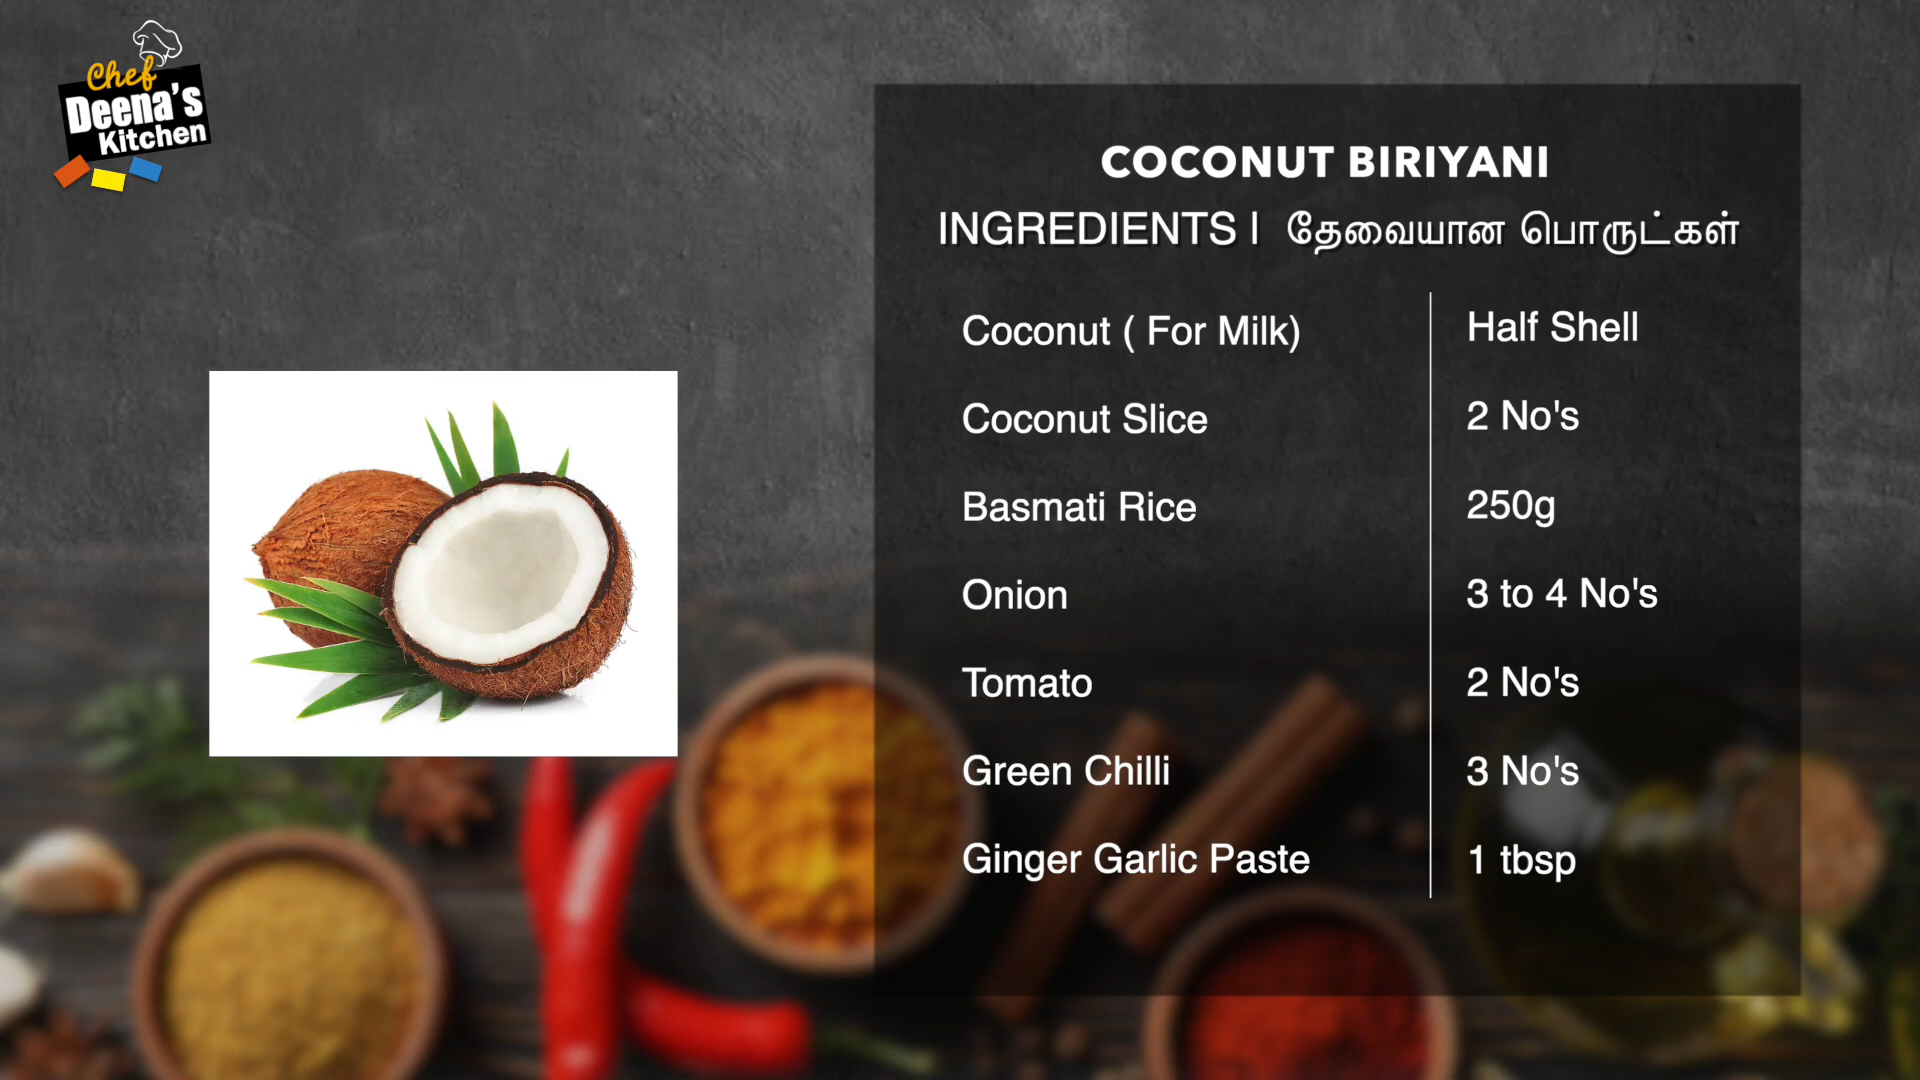 Chef
Deena's
Kitchen
COCONUT BIRIYANI
INGREDIENTS | தேவையான பொருட்கள்
Coconut ( For Milk) Half Shell
Coconut Slice 2 No's
Basmati Rice 250g
Onion 3 to 4 No's
Tomato 2 No's
Green Chilli 3 No's
Ginger Garlic Paste 1 tbsp